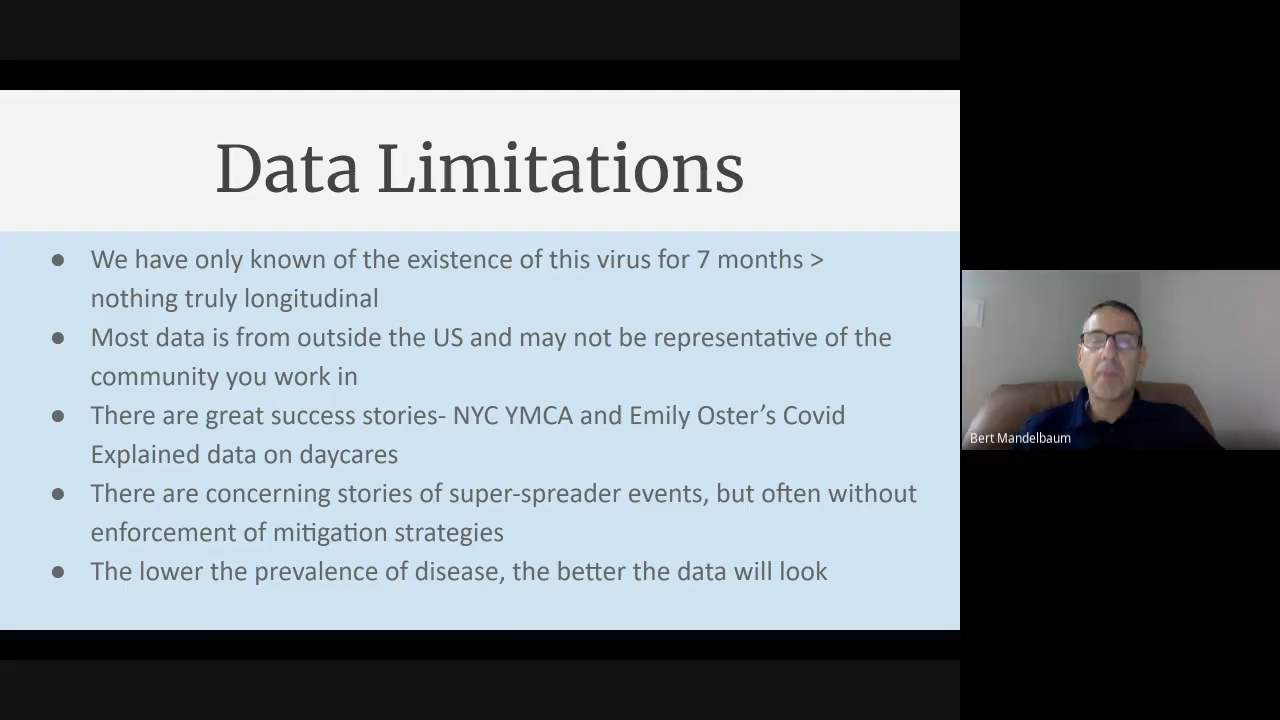 Data Limitations
● We have only known of the existence of this virus for 7 months >
nothing truly longitudinal
● Most data is from outside the US and may not be representative of the
community you work in
● There are great success stories- NYC YMCA and Emily Oster’s Covid
Explained data on daycares
● There are concerning stories of super-spreader events, but often without
enforcement of mitigation strategies
● The lower the prevalence of disease, the better the data will look
Bert Mandelbaum